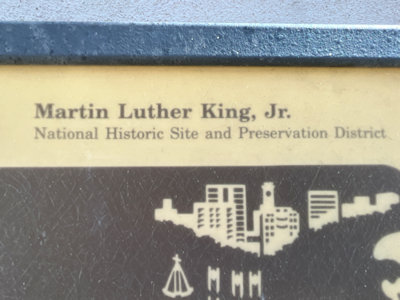 Martin Luther King, Jr.
National Historic Site and Preservation District